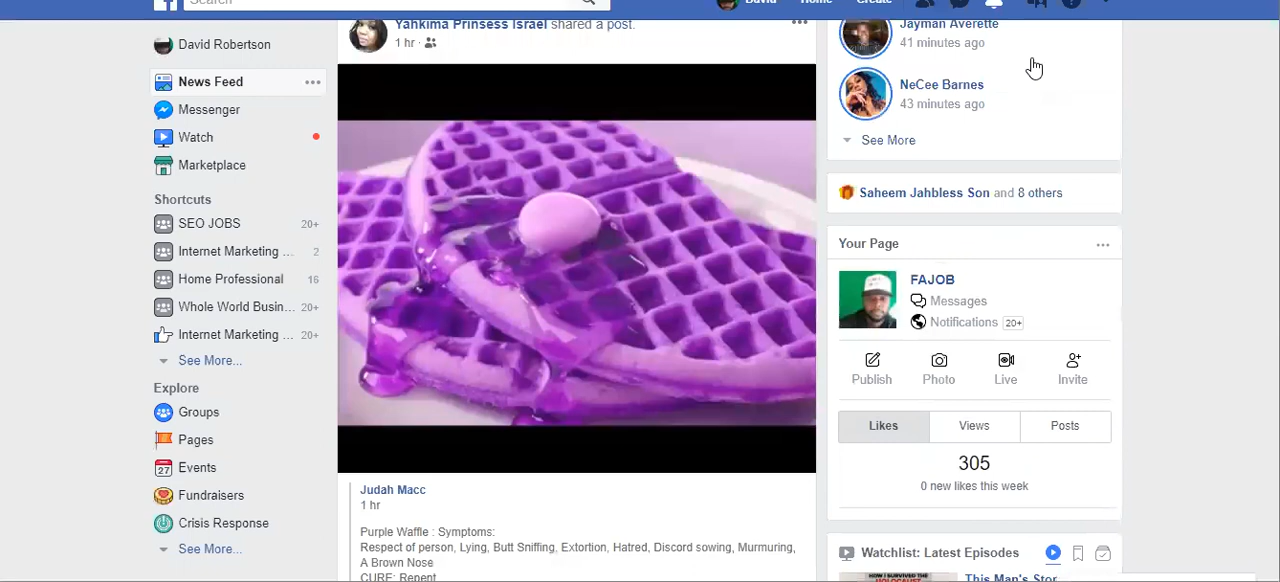 Search
David
Home
Create
David Robertson
News Feed
Messenger
Watch
Marketplace
Shortcuts
SEO JOBS 20+
Internet Marketing ... 2
Home Professional 16
Whole World Busin... 20+
Internet Marketing ... 20+
See More...
Explore
Groups
Pages
Events
27
Fundraisers
Crisis Response
See More...
Yahkima Prinsess Israel shared a post.
1 hr
Judah Macc
1 hr
Purple Waffle : Symptoms:
Respect of person, Lying, Butt Sniffing, Extortion, Hatred, Discord sowing, Murmuring,
A Brown Nose
CURE: Repent
Jayman Averette
41 minutes ago
NeCee Barnes
43 minutes ago
See More
Saheem Jahbless Son and 8 others
Your Page
FAJOB
Messages
Notifications 20+
Publish
Photo
Live
Invite
Likes
Views
Posts
305
0 new likes this week
Watchlist: Latest Episodes
HOW I SURVIVED THE
This Man's Stor